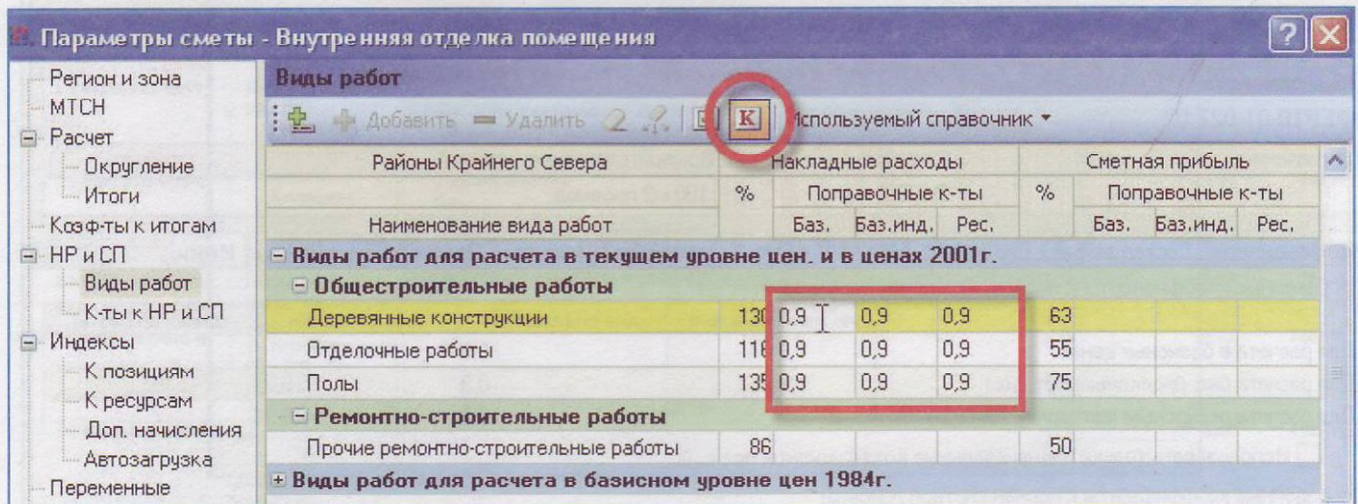 Параметры сметы - Внутренняя отделка помещения
Регион и зона
МТСН
Расчет
Округление
Итоги
Коэф-ты к итогам
НР и СП
Виды работ
К-ты к НР и СП
Индексы
К позициям
К ресурсам
Доп. начисления
Автозагрузка
Переменные
Виды работ
Добавить Удалить K Используемый справочник
Районы Крайнего Севера Накладные расходы Сметная прибыль
% Поправочные к-ты % Поправочные к-ты
Наименование вида работ Баз. Баз.инд. Рес. Баз. Баз.инд. Рес.
Виды работ для расчета в текущем уровне цен. и в ценах 2001г.
Общестроительные работы
Деревянные конструкции 130 0,9 0,9 0,9 63
Отделочные работы 118 0,9 0,9 0,9 55
Полы 135 0,9 0,9 0,9 75
Ремонтно-строительные работы
Прочие ремонтно-строительные работы 86 50
Виды работ для расчета в базисном уровне цен 1984г.